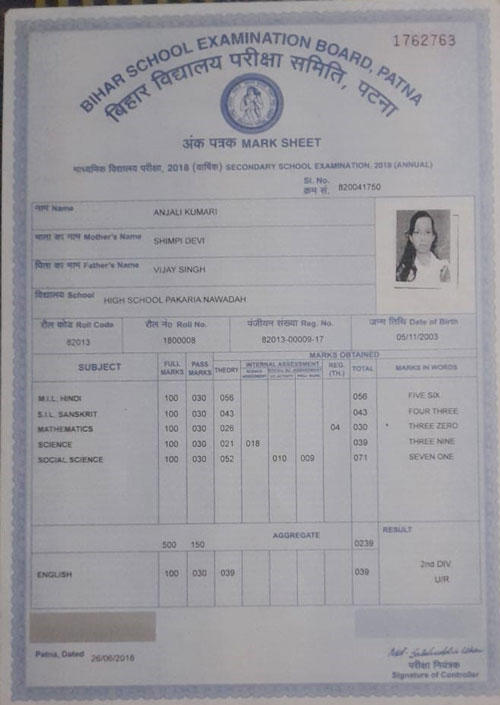 1762763
BIHAR SCHOOL EXAMINATION BOARD, PATNA
बिहार विद्यालय परीक्षा समिति, पटना
अंक पत्रक MARK SHEET
माध्यमिक विद्यालय परीक्षा, 2018 (वार्षिक) SECONDARY SCHOOL EXAMINATION, 2018 (ANNUAL)
Sl. No.
क्रम सं. 820041750
नाम Name ANJALI KUMARI
माता का नाम Mother's Name SHIMPI DEVI
पिता का नाम Father's Name VIJAY SINGH
विद्यालय School HIGH SCHOOL PAKARIA NAWADAH
रौल कोड Roll Code रौल नं० Roll No. पंजीयन संख्या Reg. No. जन्म तिथि Date of Birth
82013 1800008 82013-00009-17 05/11/2003
MARKS OBTAINED
SUBJECT FULL MARKS PASS MARKS THEORY INTERNAL ASSESSMENT REG. (TH.) TOTAL MARKS IN WORDS
M.I.L. HINDI 100 030 056 056 FIVE SIX
S.I.L. SANSKRIT 100 030 043 043 FOUR THREE
MATHEMATICS 100 030 026 04 030 * THREE ZERO
SCIENCE 100 030 021 018 039 THREE NINE
SOCIAL SCIENCE 100 030 052 010 009 071 SEVEN ONE
AGGREGATE RESULT
500 150 0239
2nd DIV
ENGLISH 100 030 039 039
U/R
Patna, Dated 26/06/2018
परीक्षा नियंत्रक
Signature of Controller